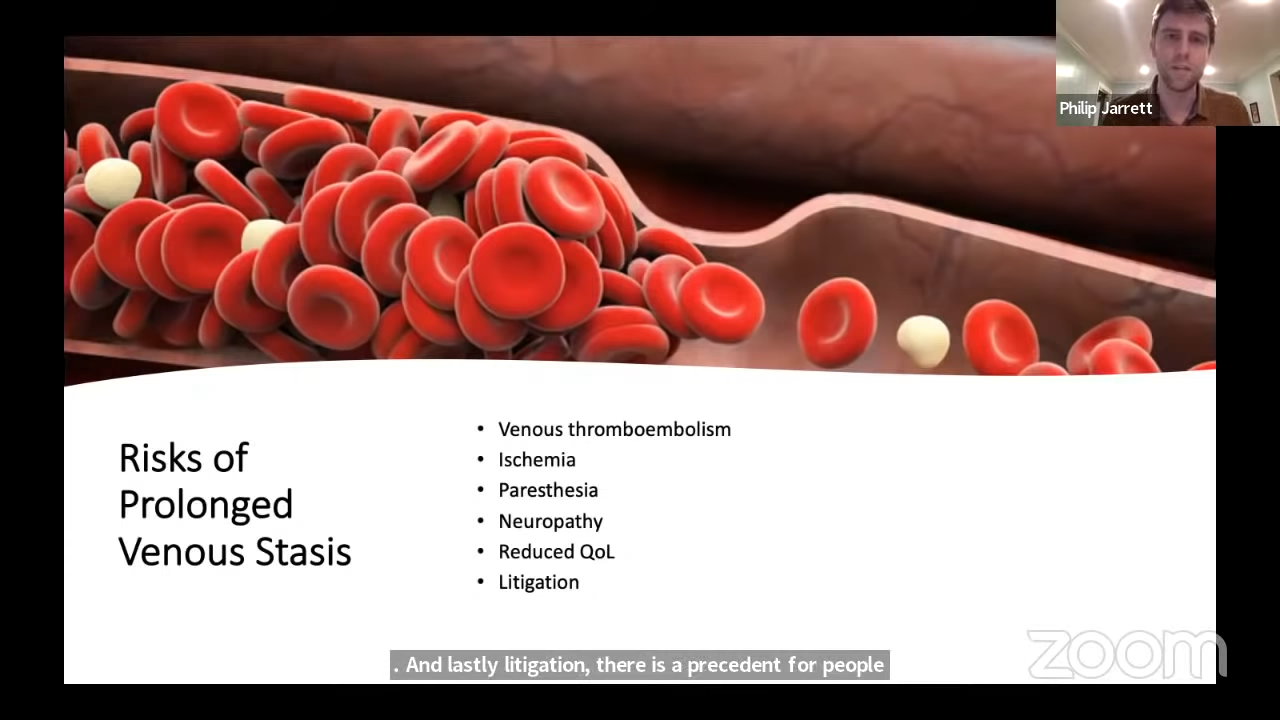 Philip Jarrett
Risks of
Prolonged
Venous Stasis
• Venous thromboembolism
• Ischemia
• Paresthesia
• Neuropathy
• Reduced QoL
• Litigation
. And lastly litigation, there is a precedent for people
zoom